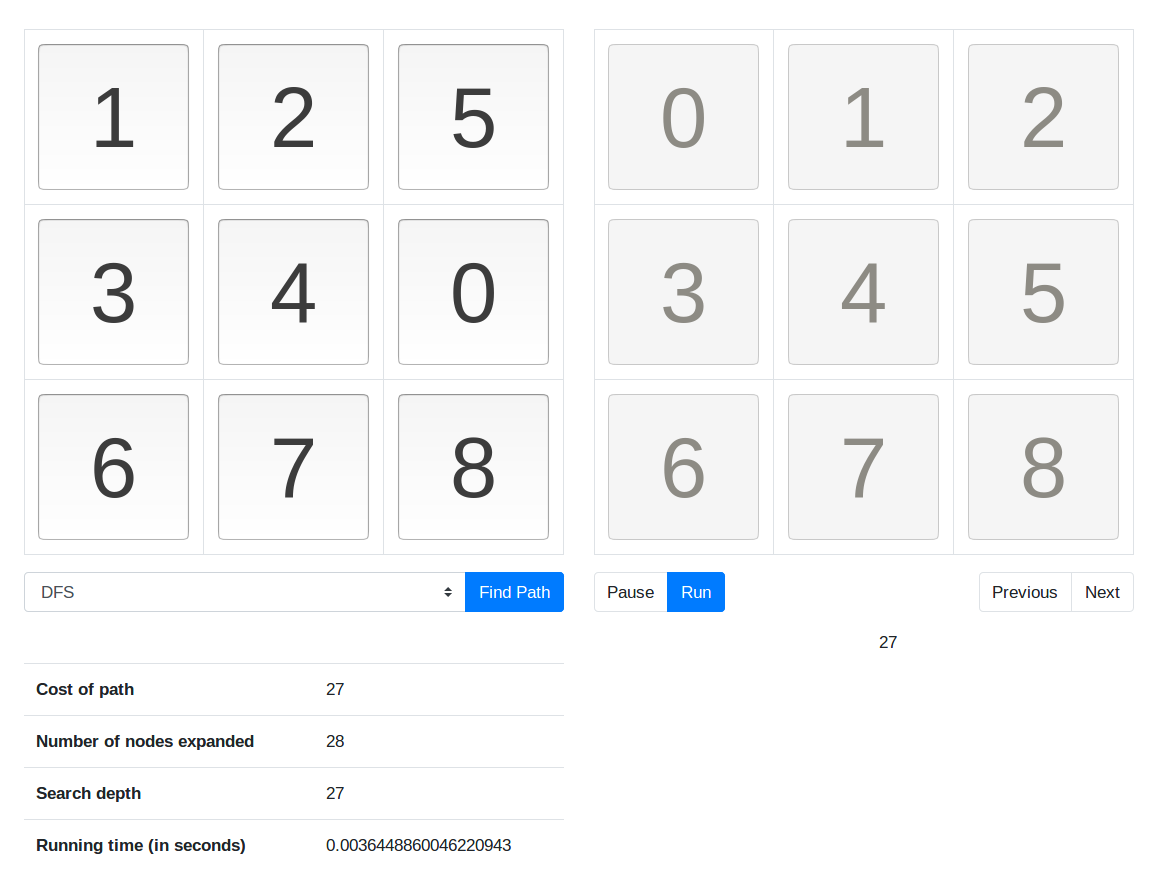 1 2 5
3 4 0
6 7 8
0 1 2
3 4 5
6 7 8
DFS Find Path
Pause Run Previous Next
27
Cost of path 27
Number of nodes expanded 28
Search depth 27
Running time (in seconds) 0.0036448860046220943